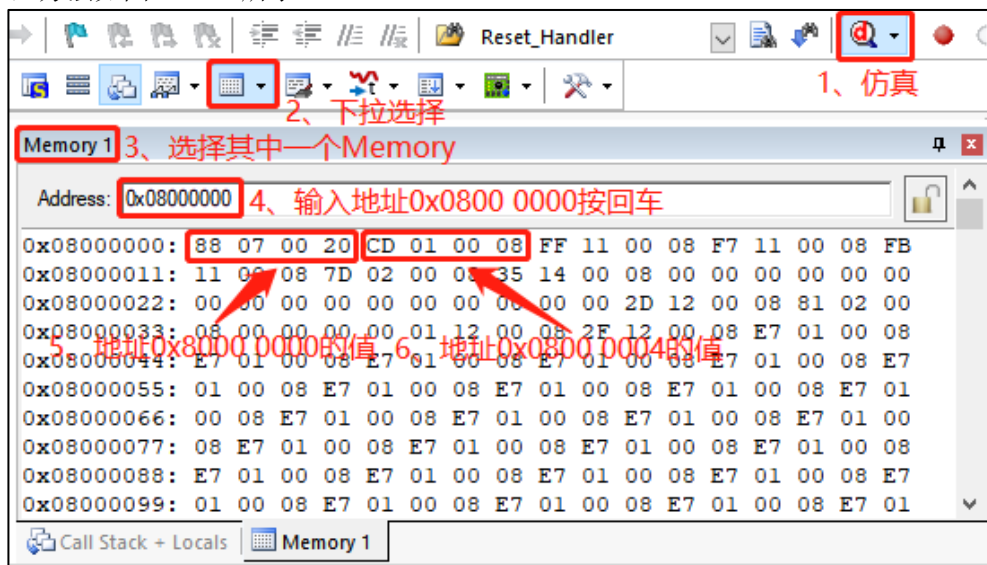 Reset_Handler
1、仿真
2、下拉选择
Memory 1 3、选择其中一个Memory
Address: 0x08000000 4、输入地址0x0800 0000按回车
0x08000000: 88 07 00 20 CD 01 00 08 FF 11 00 08 F7 11 00 08 FB
0x08000011: 11 00 08 7D 02 00 08 35 14 00 08 00 00 00 00 00 00
0x08000022: 00 00 00 00 00 00 00 00 00 00 2D 12 00 08 81 02 00
0x08000033: 08 00 00 00 00 01 12 00 08 2F 12 00 08 E7 01 00 08
5、地址0x8000 0000的值 6、地址0x0800 0004的值
0x08000044: E7 01 00 08 E7 01 00 08 E7 01 00 08 E7 01 00 08 E7
0x08000055: 01 00 08 E7 01 00 08 E7 01 00 08 E7 01 00 08 E7 01
0x08000066: 00 08 E7 01 00 08 E7 01 00 08 E7 01 00 08 E7 01 00
0x08000077: 08 E7 01 00 08 E7 01 00 08 E7 01 00 08 E7 01 00 08
0x08000088: E7 01 00 08 E7 01 00 08 E7 01 00 08 E7 01 00 08 E7
0x08000099: 01 00 08 E7 01 00 08 E7 01 00 08 E7 01 00 08 E7 01
Call Stack + Locals Memory 1